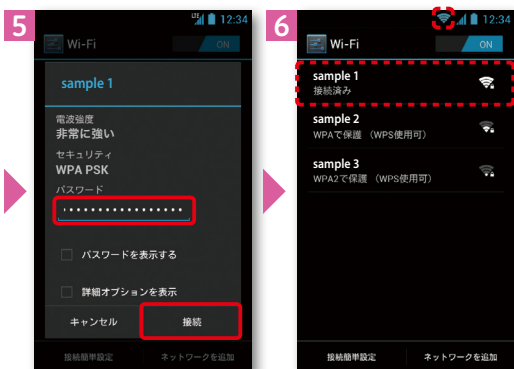 5
LTE 12:34
Wi-Fi
ON
sample 1
電波強度
非常に強い
セキュリティ
WPA PSK
パスワード
•••••••••••••••••
パスワードを表示する
詳細オプションを表示
キャンセル
接続
接続簡単設定
ネットワークを追加
6
12:34
Wi-Fi
ON
sample 1
接続済み
sample 2
WPAで保護 （WPS使用可）
sample 3
WPA2で保護 （WPS使用可）
接続簡単設定
ネットワークを追加